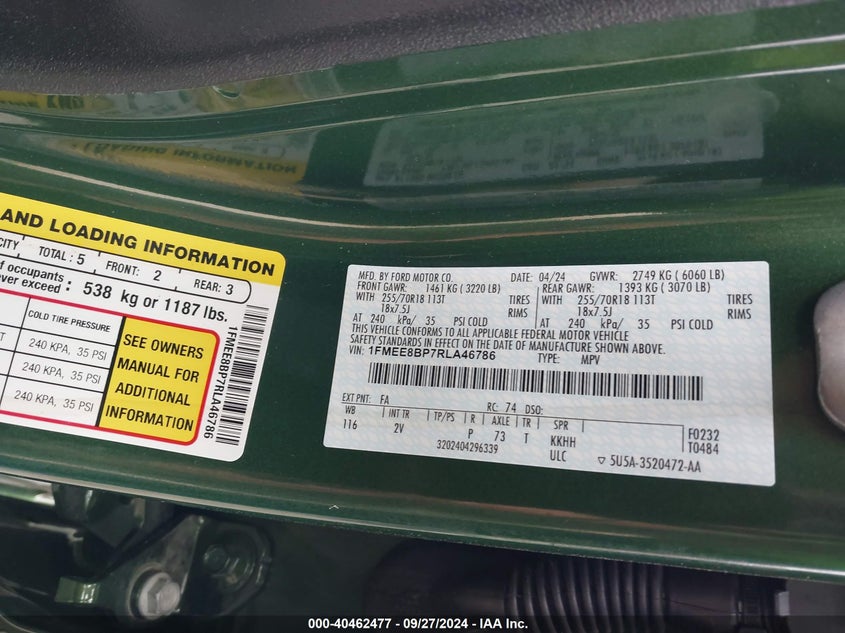 AND LOADING INFORMATION
CITY TOTAL : 5 FRONT: 2 REAR: 3
of occupants
ever exceed : 538 kg or 1187 lbs.
COLD TIRE PRESSURE
240 KPA, 35 PSI
240 KPA, 35 PSI
240 KPA, 35 PSI
SEE OWNERS
MANUAL FOR
ADDITIONAL
INFORMATION
1FMEE8BP7RLA46786
MFD. BY FORD MOTOR CO. DATE: 04/24 GVWR: 2749 KG ( 6060 LB)
FRONT GAWR: 1461 KG ( 3220 LB) REAR GAWR: 1393 KG ( 3070 LB)
WITH 255/70R18 113T TIRES WITH 255/70R18 113T TIRES
18x7.5J RIMS 18x7.5J RIMS
AT 240 kPa/ 35 PSI COLD AT 240 kPa/ 35 PSI COLD
THIS VEHICLE CONFORMS TO ALL APPLICABLE FEDERAL MOTOR VEHICLE
SAFETY STANDARDS IN EFFECT ON THE DATE OF MANUFACTURE SHOWN ABOVE.
VIN: 1FMEE8BP7RLA46786 TYPE: MPV
EXT PNT: FA RC: 74 DSO:
WB INT TR TP/PS R AXLE TR SPR
116 2V P 73 T KKHH
ULC
3202404296339
F0232
T0484
5U5A-3520472-AA
LOADING INFORMATION
000-40462477 - 09/27/2024 - IAA Inc.